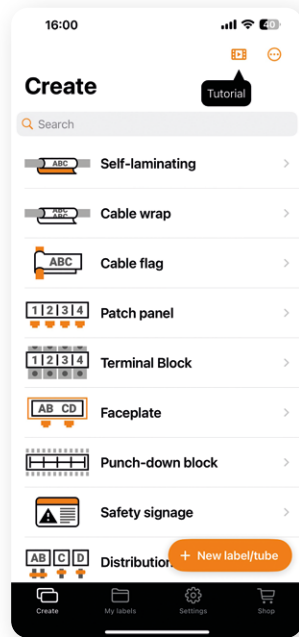 16:00
40
Create
Tutorial
Search
ABC
Self-laminating
ABC
ABC
Cable wrap
ABC
Cable flag
1 2 3 4
Patch panel
1 2 3 4
Terminal Block
AB CD
Faceplate
Punch-down block
Safety signage
AB C D
Distribution
+ New label/tube
Create
My labels
Settings
Shop